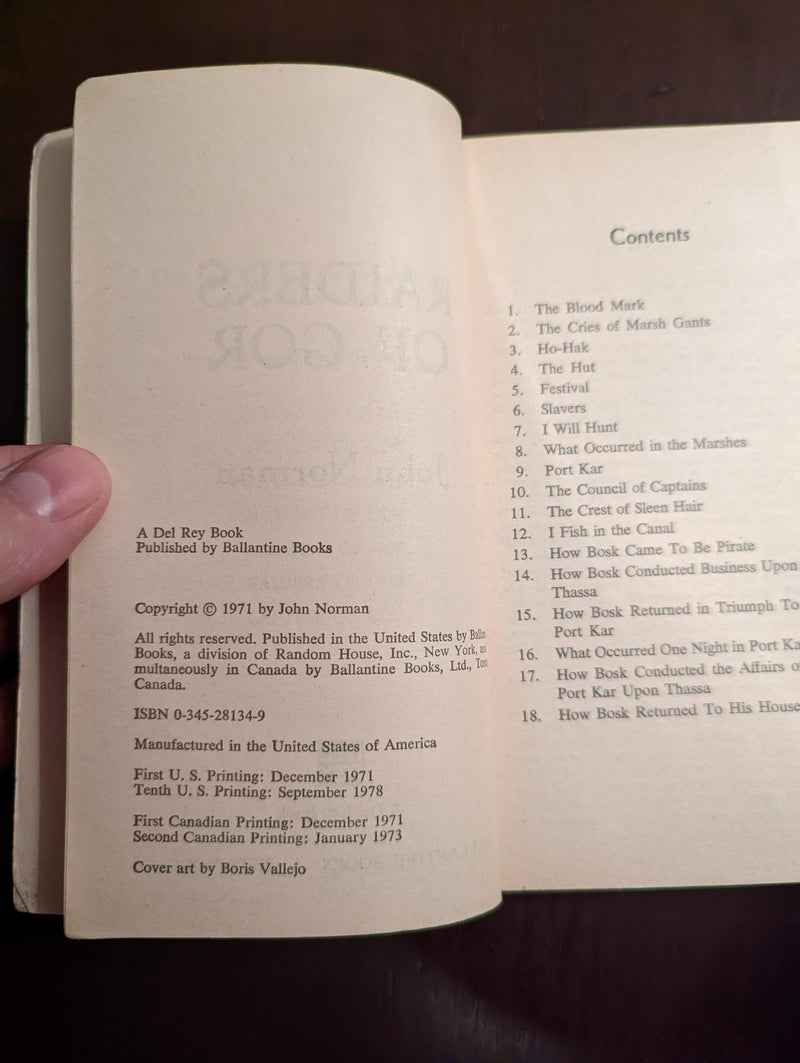 A Del Rey Book
Published by Ballantine Books
Copyright © 1971 by John Norman
All rights reserved. Published in the United States by
Books, a division of Random House, Inc., New York,
multaneously in Canada by Ballantine Books, Ltd.,
Canada.
ISBN 0-345-28134-9
Manufactured in the United States of America
First U. S. Printing: December 1971
Tenth U. S. Printing: September 1978
First Canadian Printing: December 1971
Second Canadian Printing: January 1973
Cover art by Boris Vallejo
Contents
1. The Blood Mark
2. The Cries of Marsh Gants
3. Ho-Hak
4. The Hut
5. Festival
6. Slavers
7. I Will Hunt
8. What Occurred in the Marshes
9. Port Kar
10. The Council of Captains
11. The Crest of Sleen Hair
12. I Fish in the Canal
13. How Bosk Came To Be Pirate
14. How Bosk Conducted Business Upon
Thassa
15. How Bosk Returned in Triumph To
Port Kar
16. What Occurred One Night in Port Ka
17. How Bosk Conducted the Affairs o
Port Kar Upon Thassa
18. How Bosk Returned To His House